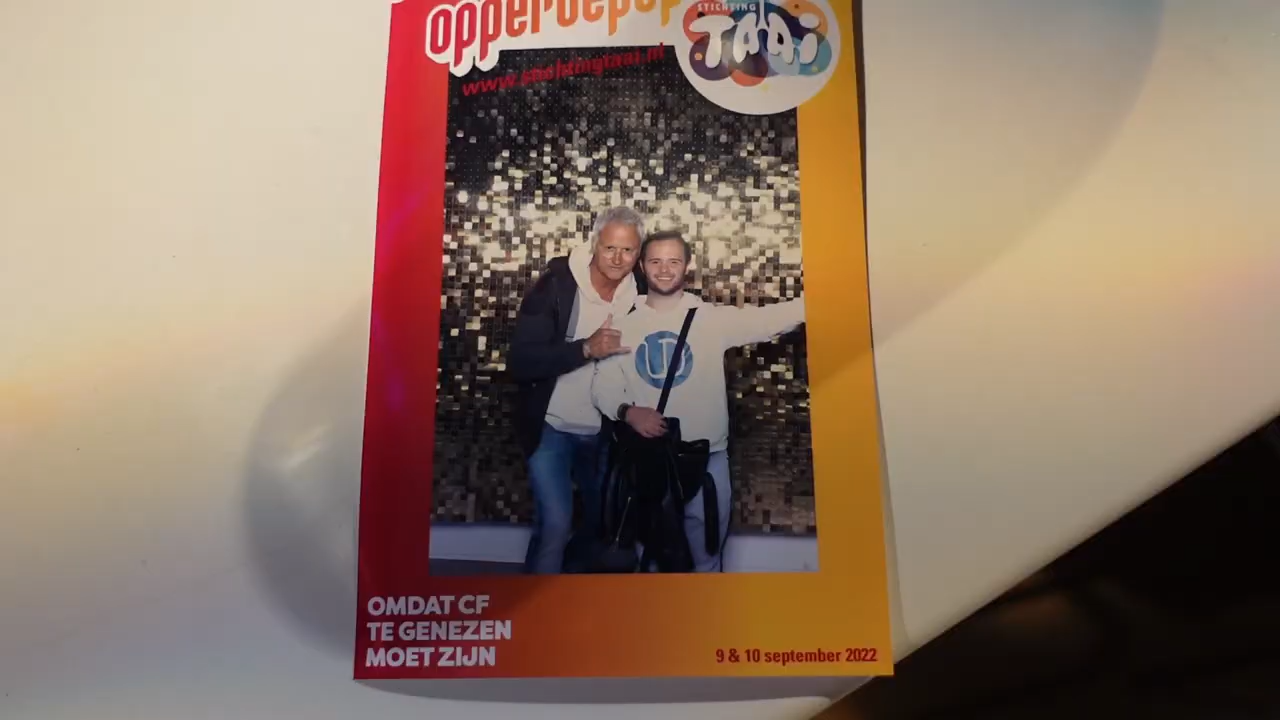 opperdepop
STICHTING
TAAi
www.stichtingtaai.nl
OMDAT CF
TE GENEZEN
MOET ZIJN
9 & 10 september 2022